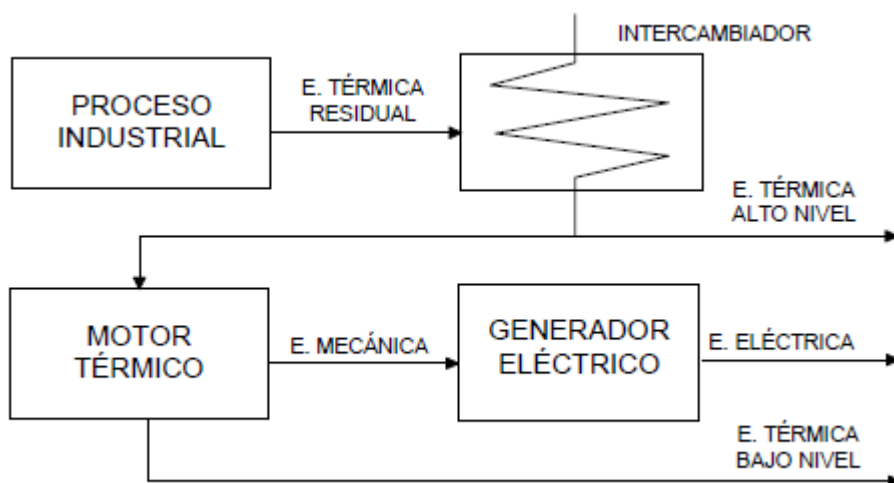 INTERCAMBIADOR
PROCESO
INDUSTRIAL
E. TÉRMICA
RESIDUAL
E. TÉRMICA
ALTO NIVEL
MOTOR
TÉRMICO
E. MECÁNICA
GENERADOR
ELÉCTRICO
E. ELÉCTRICA
E. TÉRMICA
BAJO NIVEL